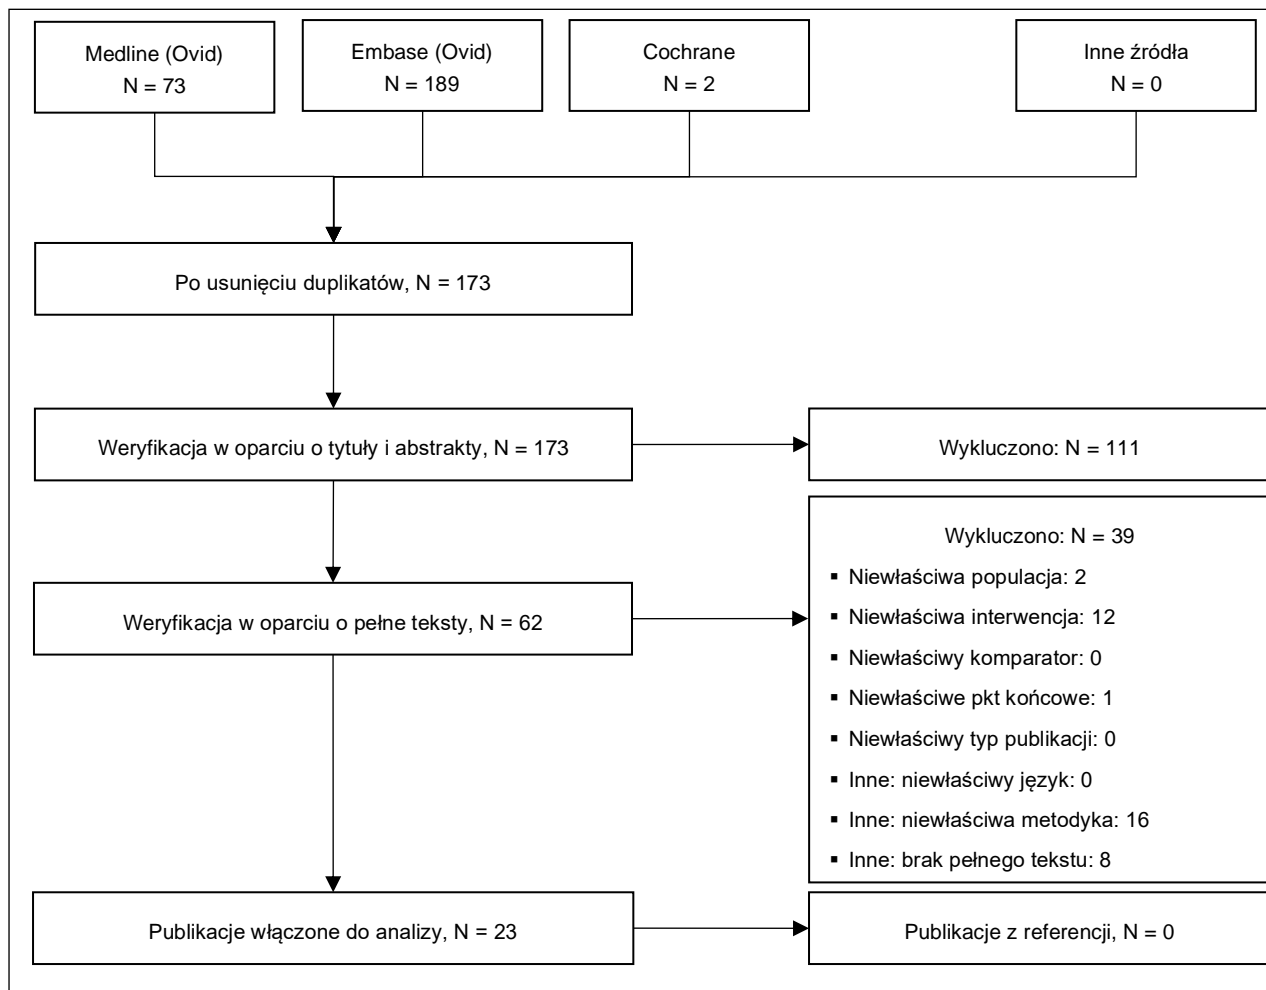 Medline (Ovid)
N = 73
Embase (Ovid)
N = 189
Cochrane
N = 2
Inne źródła
N = 0
Po usunięciu duplikatów, N = 173
Weryfikacja w oparciu o tytuły i abstrakty, N = 173
Wykluczono: N = 111
Weryfikacja w oparciu o pełne teksty, N = 62
Wykluczono: N = 39
▪ Niewłaściwa populacja: 2
▪ Niewłaściwa interwencja: 12
▪ Niewłaściwy komparator: 0
▪ Niewłaściwe pkt końcowe: 1
▪ Niewłaściwy typ publikacji: 0
▪ Inne: niewłaściwy język: 0
▪ Inne: niewłaściwa metodyka: 16
▪ Inne: brak pełnego tekstu: 8
Publikacje włączone do analizy, N = 23
Publikacje z referencji, N = 0